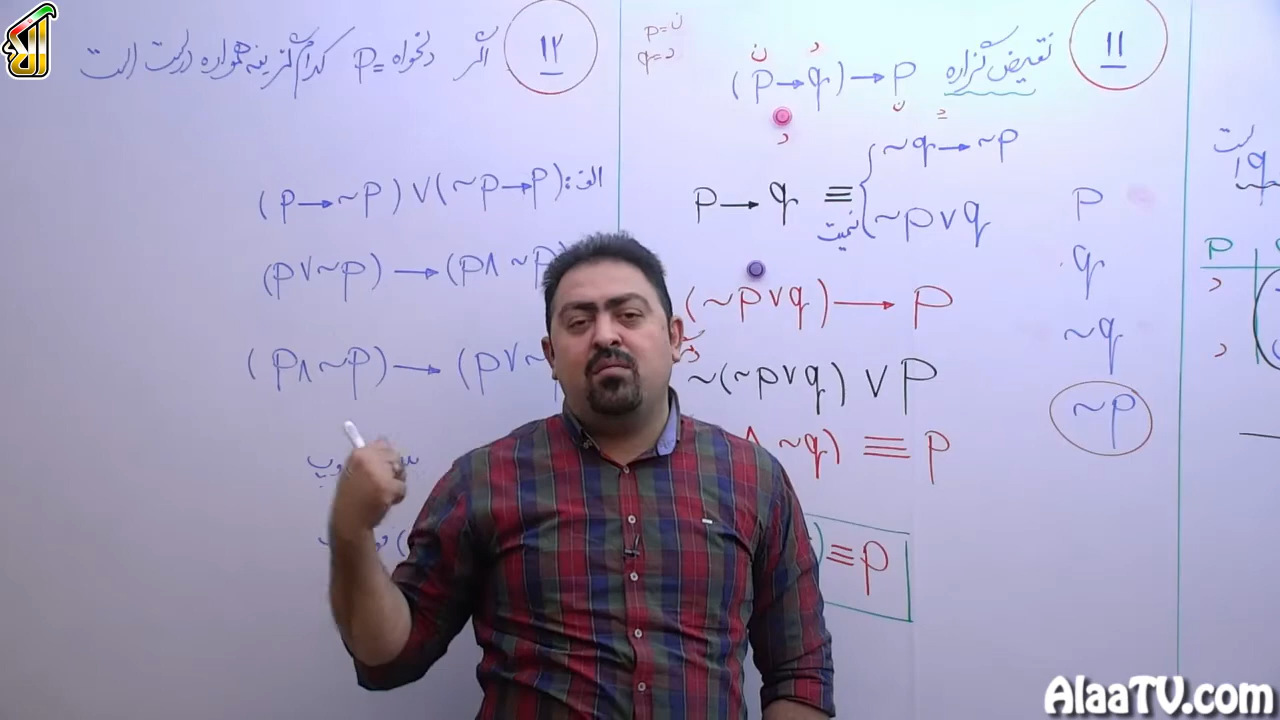 ۱۱ نقیض گزاره (p → q) → p
ن د
ن
د
د
p = ن
q = د
p → q ≡ ~q → ~p
~p ∨ q
(~p ∨ q) → p
~(~p ∨ q) ∨ p
∧ ~q) ≡ p
) ≡ p
p
q
~q
~p
۱۲ اگر p = دلخواه کدام گزینه همواره درست است
الف: (p → ~p) ∨ (~p → p)
(p ∨ ~p) → (p ∧ ~p
(p ∧ ~p) → (p ∨ ~
q
p
د
د
AlaaTV.com